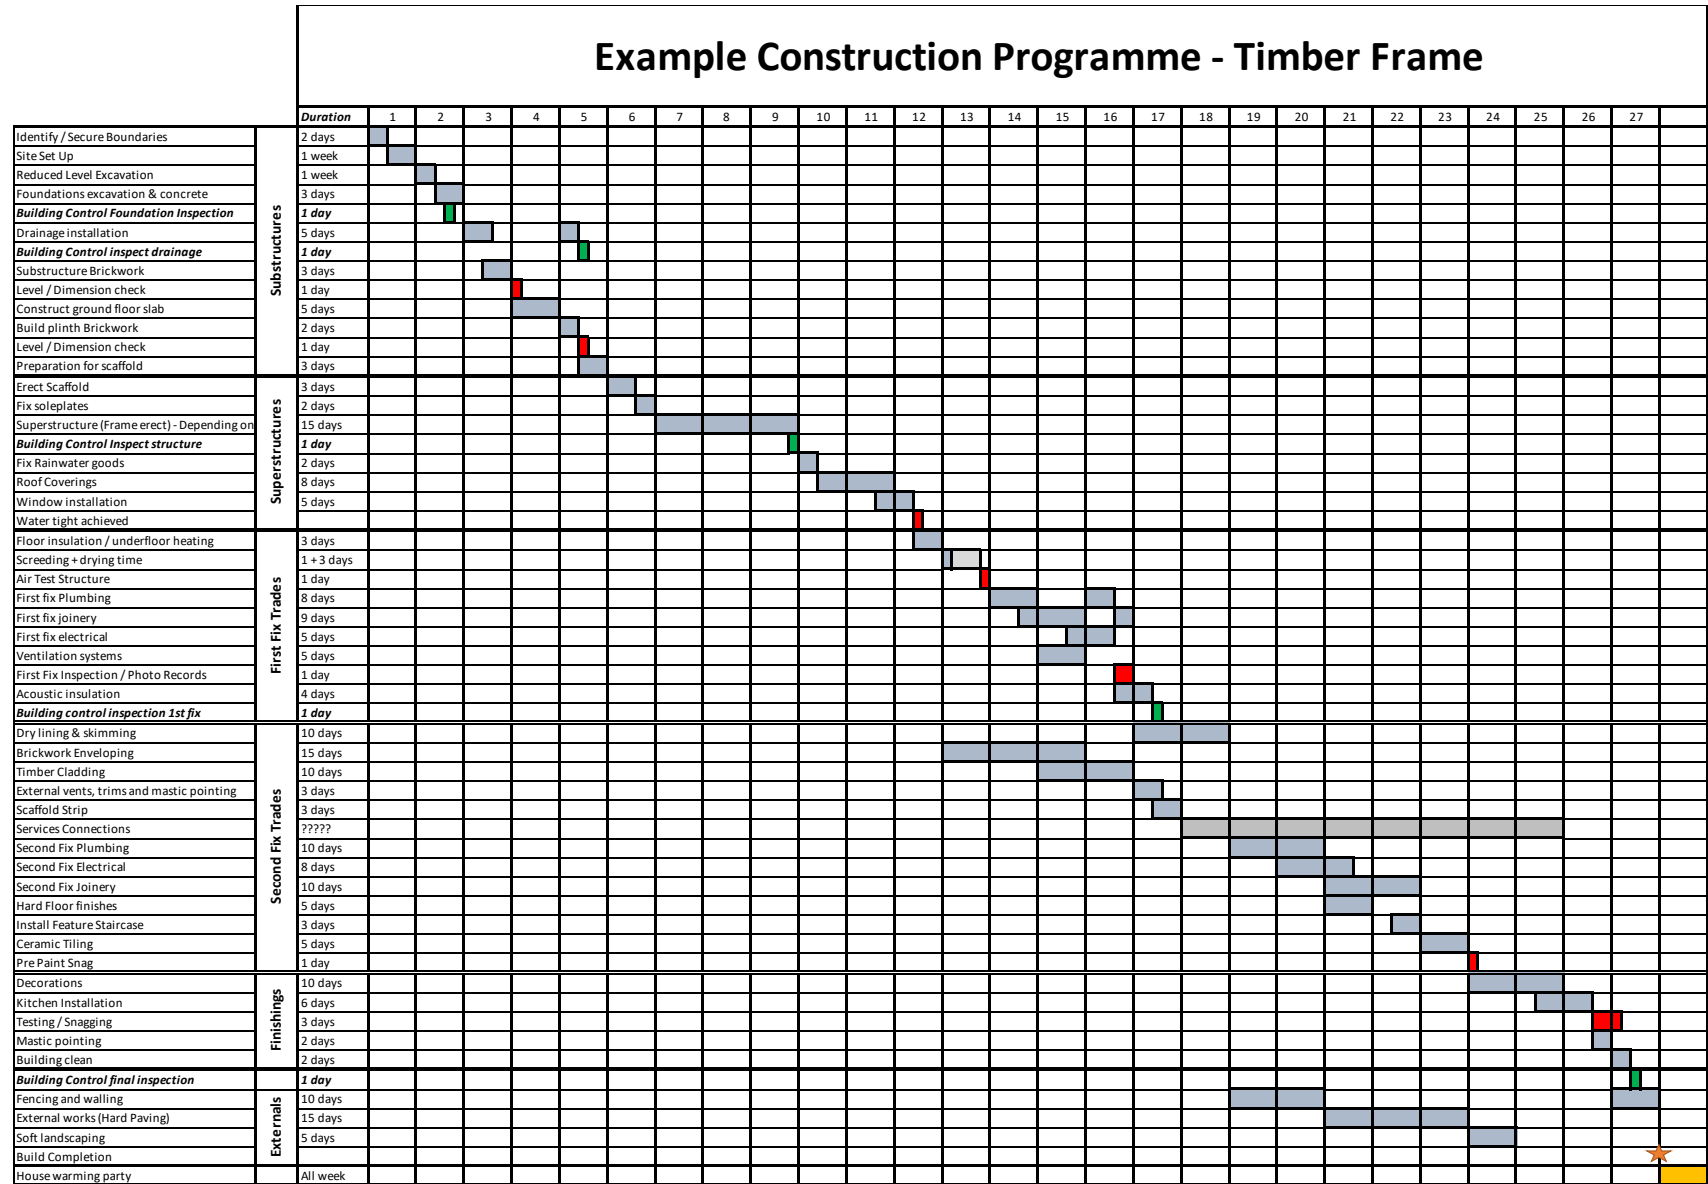 Example Construction Programme - Timber Frame
Duration 1 2 3 4 5 6 7 8 9 10 11 12 13 14 15 16 17 18 19 20 21 22 23 24 25 26 27
Substructures
Identify / Secure Boundaries 2 days
Site Set Up 1 week
Reduced Level Excavation 1 week
Foundations excavation & concrete 3 days
Building Control Foundation Inspection 1 day
Drainage installation 5 days
Building Control inspect drainage 1 day
Substructure Brickwork 3 days
Level / Dimension check 1 day
Construct ground floor slab 5 days
Build plinth Brickwork 2 days
Level / Dimension check 1 day
Preparation for scaffold 3 days
Superstructures
Erect Scaffold 3 days
Fix soleplates 2 days
Superstructure (Frame erect) - Depending on 15 days
Building Control Inspect structure 1 day
Fix Rainwater goods 2 days
Roof Coverings 8 days
Window installation 5 days
Water tight achieved
First Fix Trades
Floor insulation / underfloor heating 3 days
Screeding + drying time 1 + 3 days
Air Test Structure 1 day
First fix Plumbing 8 days
First fix joinery 9 days
First fix electrical 5 days
Ventilation systems 5 days
First Fix Inspection / Photo Records 1 day
Acoustic insulation 4 days
Building control inspection 1st fix 1 day
Second Fix Trades
Dry lining & skimming 10 days
Brickwork Enveloping 15 days
Timber Cladding 10 days
External vents, trims and mastic pointing 3 days
Scaffold Strip 3 days
Services Connections ?????
Second Fix Plumbing 10 days
Second Fix Electrical 8 days
Second Fix Joinery 10 days
Hard Floor finishes 5 days
Install Feature Staircase 3 days
Ceramic Tiling 5 days
Pre Paint Snag 1 day
Finishings
Decorations 10 days
Kitchen Installation 6 days
Testing / Snagging 3 days
Mastic pointing 2 days
Building clean 2 days
Externals
Building Control final inspection 1 day
Fencing and walling 10 days
External works (Hard Paving) 15 days
Soft landscaping 5 days
Build Completion
House warming party All week